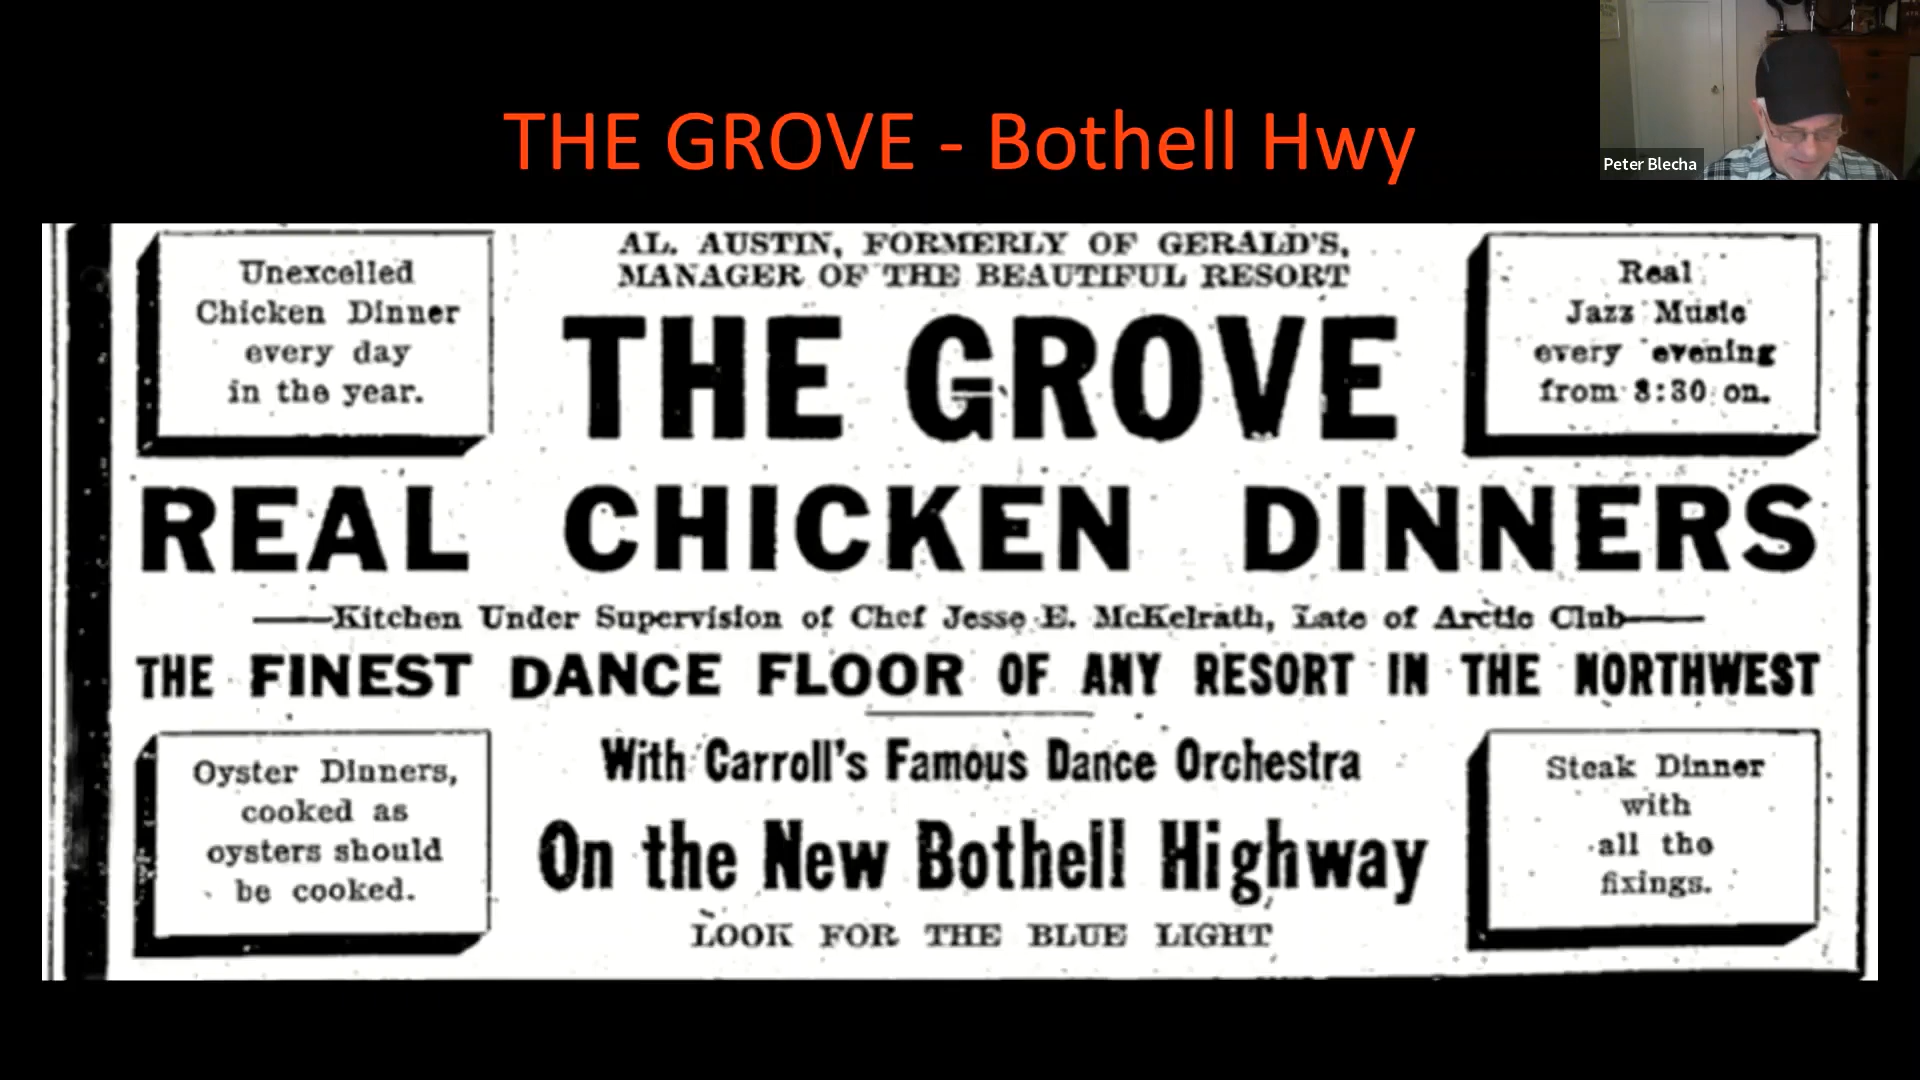 THE GROVE - Bothell Hwy
Peter Blecha
Unexcelled
Chicken Dinner
every day
in the year.
AL. AUSTIN, FORMERLY OF GERALD'S,
MANAGER OF THE BEAUTIFUL RESORT
THE GROVE
Real
Jazz Music
every evening
from 8:30 on.
REAL CHICKEN DINNERS
Kitchen Under Supervision of Chef Jesse E. McKelrath, Late of Arctic Club
THE FINEST DANCE FLOOR OF ANY RESORT IN THE NORTHWEST
With Carroll's Famous Dance Orchestra
On the New Bothell Highway
LOOK FOR THE BLUE LIGHT
Oyster Dinners,
cooked as
oysters should
be cooked.
Steak Dinner
with
all the
fixings.